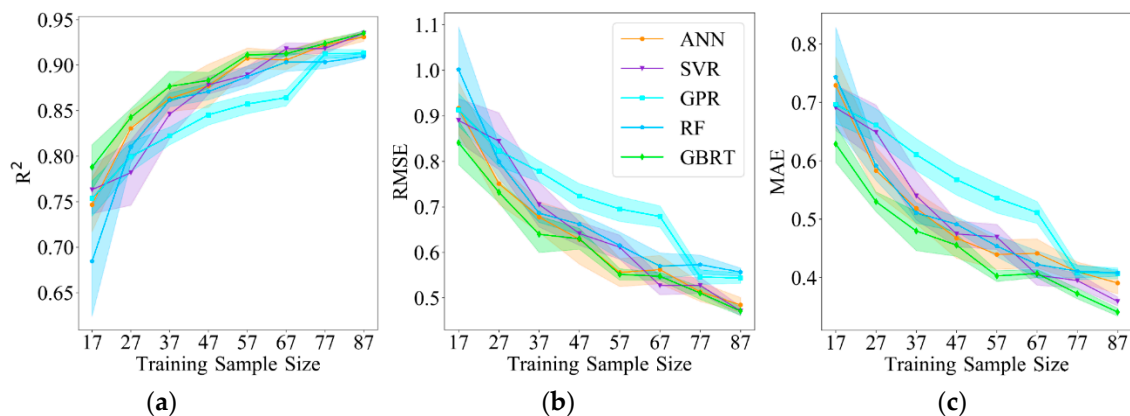 R²
0.95
0.90
0.85
0.80
0.75
0.70
0.65
17 27 37 47 57 67 77 87
Training Sample Size
(a)
RMSE
1.1
1.0
0.9
0.8
0.7
0.6
0.5
ANN
SVR
GPR
RF
GBRT
17 27 37 47 57 67 77 87
Training Sample Size
(b)
MAE
0.8
0.7
0.6
0.5
0.4
17 27 37 47 57 67 77 87
Training Sample Size
(c)